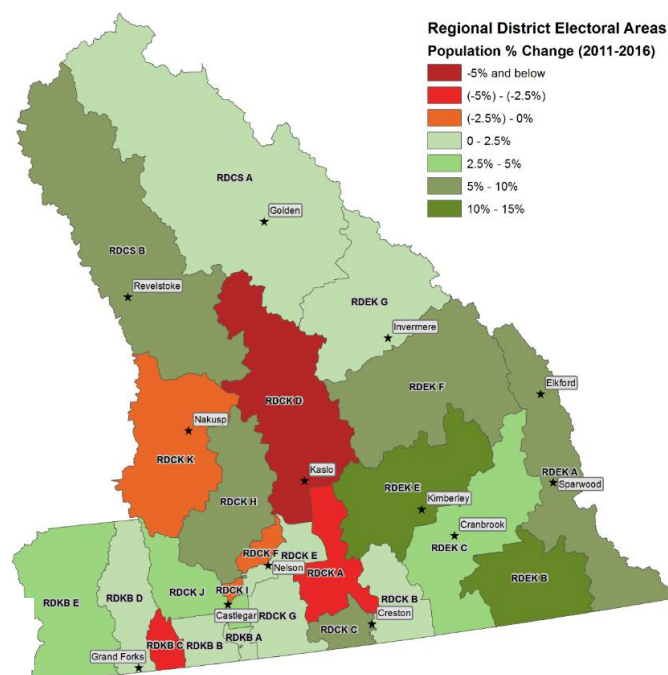 Regional District Electoral Areas
Population % Change (2011-2016)
-5% and below
(-5%) - (-2.5%)
(-2.5%) - 0%
0 - 2.5%
2.5% - 5%
5% - 10%
10% - 15%
RDCS A
Golden
RDCS B
Revelstoke
RDEK G
Invermere
RDEK F
Elkford
RDCK D
Nakusp
RDCK K
Kaslo
RDEK A
Sparwood
RDEK E
Kimberley
RDCK H
Cranbrook
RDEK C
RDCK F
RDCK E
Nelson
RDCK A
RDEK B
RDKB E
RDKB D
RDCK J
RDCK I
RDCK B
Castlegar
RDCK G
Creston
RDCK C
RDKB C
RDKB B
RDKB A
Grand Forks